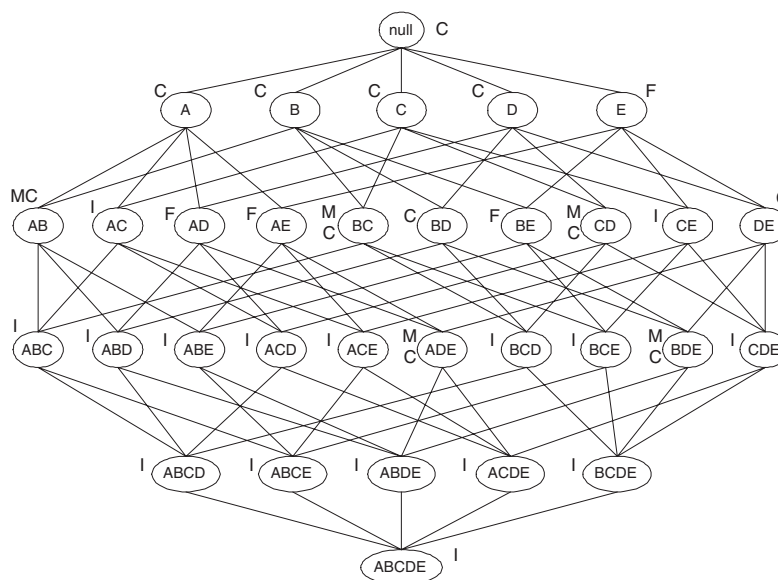 null C
C C C C F
A B C D E
MC I F F M C F M I C
AB AC AD AE C BC BD BE C CD CE DE
I I I I I M I I M I
ABC ABD ABE ACD ACE C ADE BCD BCE C BDE CDE
I I I I I
ABCD ABCE ABDE ACDE BCDE
ABCDE I